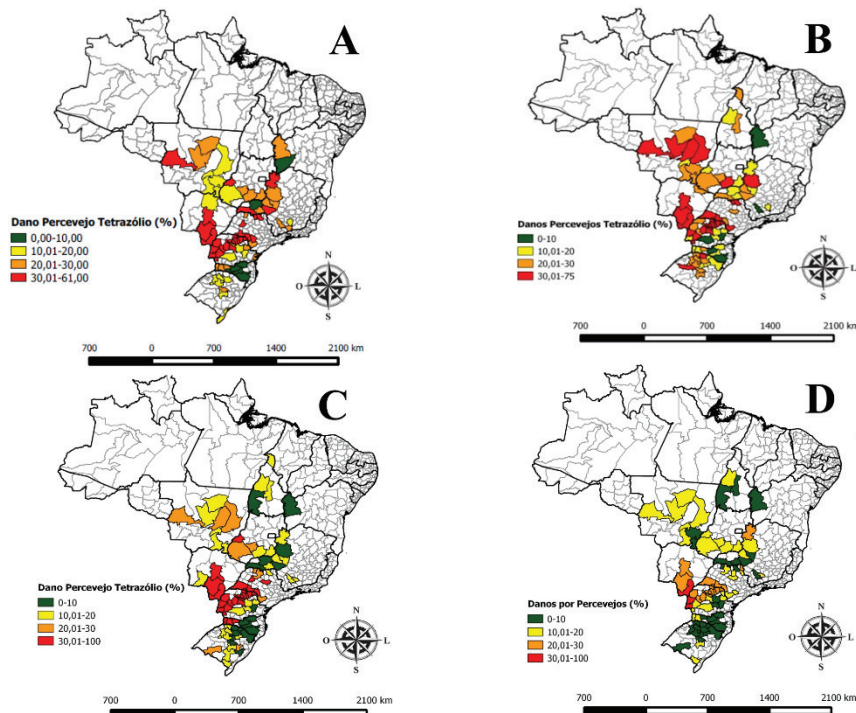 A
Dano Percevejo Tetrazólio (%)
0,00-10,00
10,01-20,00
20,01-30,00
30,01-61,00
N
O
L
S
700
0
700
1400
2100 km
B
Danos Percevejos Tetrazólio (%)
0-10
10,01-20
20,01-30
30,01-75
N
O
L
S
700
0
700
1400
2100 km
C
Dano Percevejo Tetrazólio (%)
0-10
10,01-20
20,01-30
30,01-100
N
O
L
S
700
0
700
1400
2100 km
D
Danos por Percevejos (%)
0-10
10,01-20
20,01-30
30,01-100
N
O
L
S
700
0
700
1400
2100 km